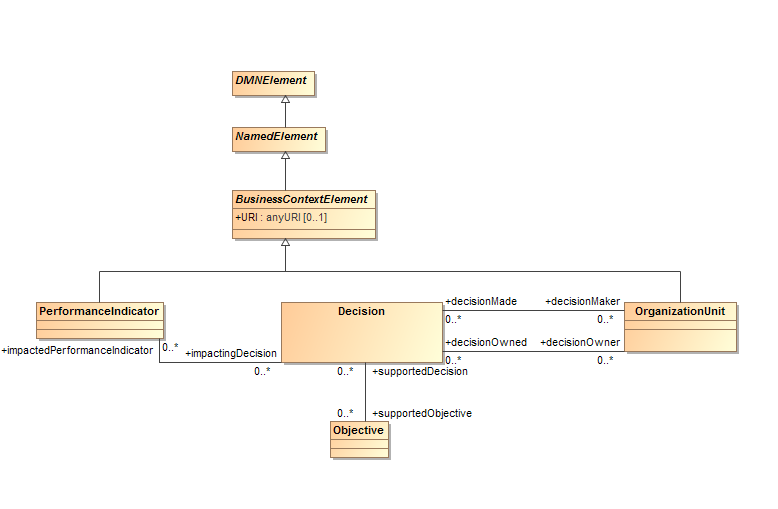 DMNElement
NamedElement
BusinessContextElement
+URI : anyURI [0..1]
PerformanceIndicator
Decision
OrganizationUnit
+decisionMade
+decisionMaker
0..*
0..*
+decisionOwned
+decisionOwner
0..*
0..*
+impactedPerformanceIndicator
0..*
+impactingDecision
0..*
0..*
+supportedDecision
0..*
+supportedObjective
Objective